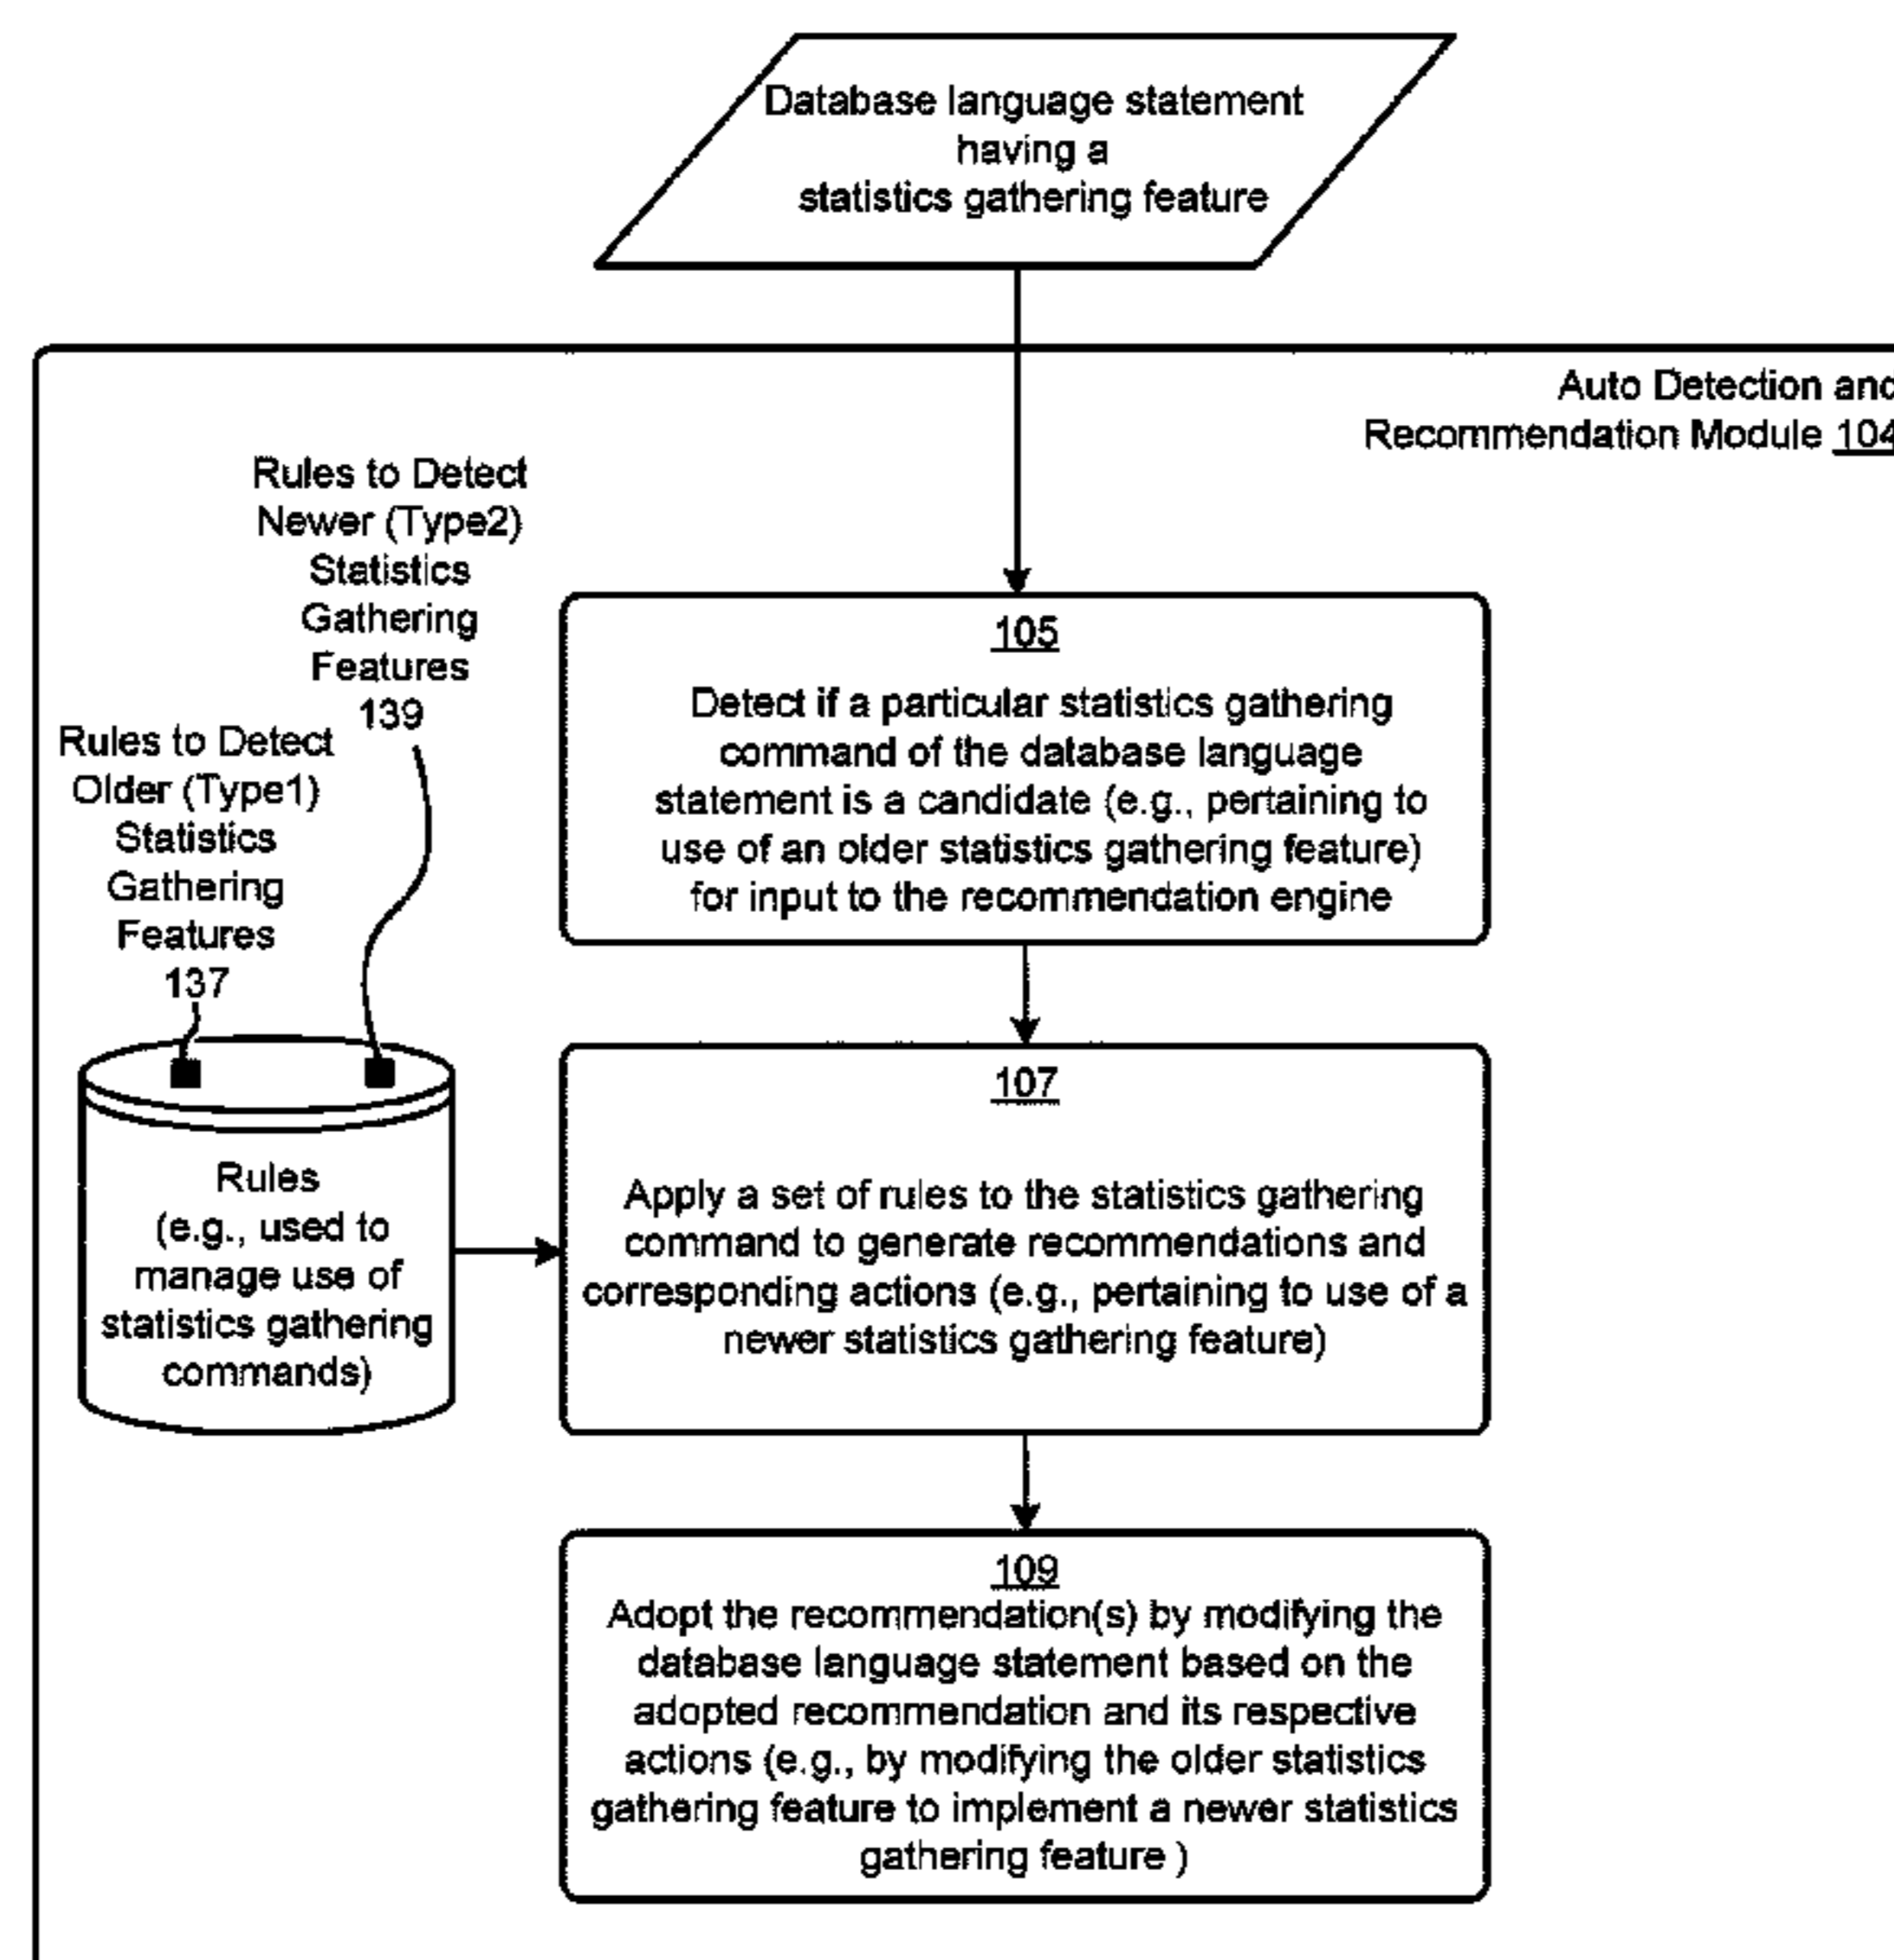 Database language statement
having a
statistics gathering feature
Auto Detection and
Recommendation Module 104
Rules to Detect
Newer (Type2)
Statistics
Gathering
Features
139
Rules to Detect
Older (Type1)
Statistics
Gathering
Features
137
105
Detect if a particular statistics gathering
command of the database language
statement is a candidate (e.g., pertaining to
use of an older statistics gathering feature)
for input to the recommendation engine
Rules
(e.g., used to
manage use of
statistics gathering
commands)
107
Apply a set of rules to the statistics gathering
command to generate recommendations and
corresponding actions (e.g., pertaining to use of a
newer statistics gathering feature)
109
Adopt the recommendation(s) by modifying the
database language statement based on the
adopted recommendation and its respective
actions (e.g., by modifying the older statistics
gathering feature to implement a newer statistics
gathering feature )